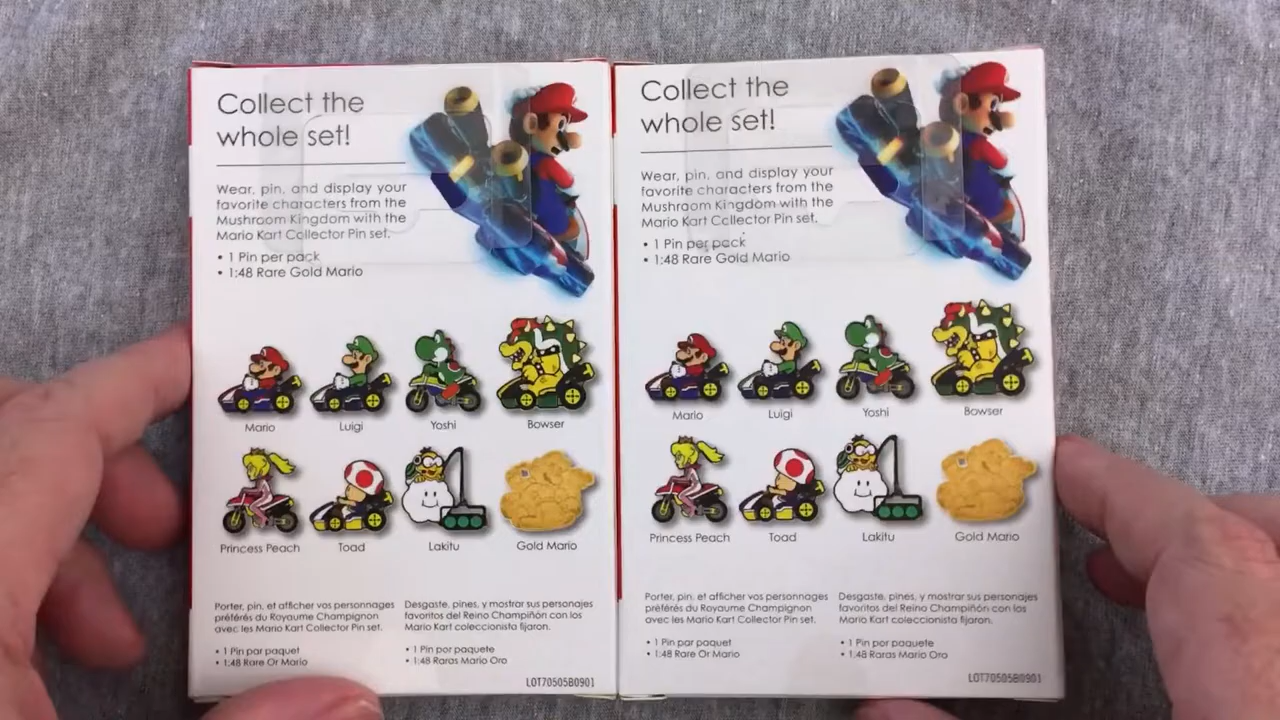 Collect the
whole set!
Wear, pin, and display your
favorite characters from the
Mushroom Kingdom with the
Mario Kart Collector Pin set.
• 1 Pin per pack
• 1:48 Rare Gold Mario
Mario
Luigi
Yoshi
Bowser
Princess Peach
Toad
Lakitu
Gold Mario
Porter, pin, et afficher vos personnages
préférés du Royaume Champignon
avec les Mario Kart Collector Pin set.
• 1 Pin par paquet
• 1:48 Rare Or Mario
Desgaste, pines, y mostrar sus personajes
favoritos del Reino Champiñón con los
Mario Kart coleccionista fijaron.
• 1 Pin por paquete
• 1:48 Raras Mario Oro
LOT70505B0901
Collect the
whole set!
Wear, pin, and display your
favorite characters from the
Mushroom Kingdom with the
Mario Kart Collector Pin set.
• 1 Pin per pack
• 1:48 Rare Gold Mario
Mario
Luigi
Yoshi
Bowser
Princess Peach
Toad
Lakitu
Gold Mario
Porter, pin, et afficher vos personnages
préférés du Royaume Champignon
avec les Mario Kart Collector Pin set.
• 1 Pin par paquet
• 1:48 Rare Or Mario
Desgaste, pines, y mostrar sus personajes
favoritos del Reino Champiñón con los
Mario Kart coleccionista fijaron.
• 1 Pin por paquete
• 1:48 Raras Mario Oro
LOT70505B0901